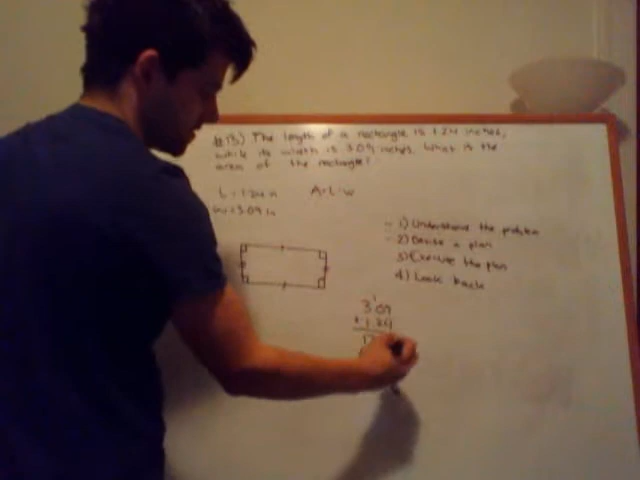 #13) The length of a rectangle is 1.24 inches,
while its width is 3.09 inches. What is the
area of the rectangle?
l = 1.24 in A=l·w
w=3.09 in
- 1) Understand the problem
- 2) Devise a plan
3) Execute the plan
4) Look back
1
3.09
1.24